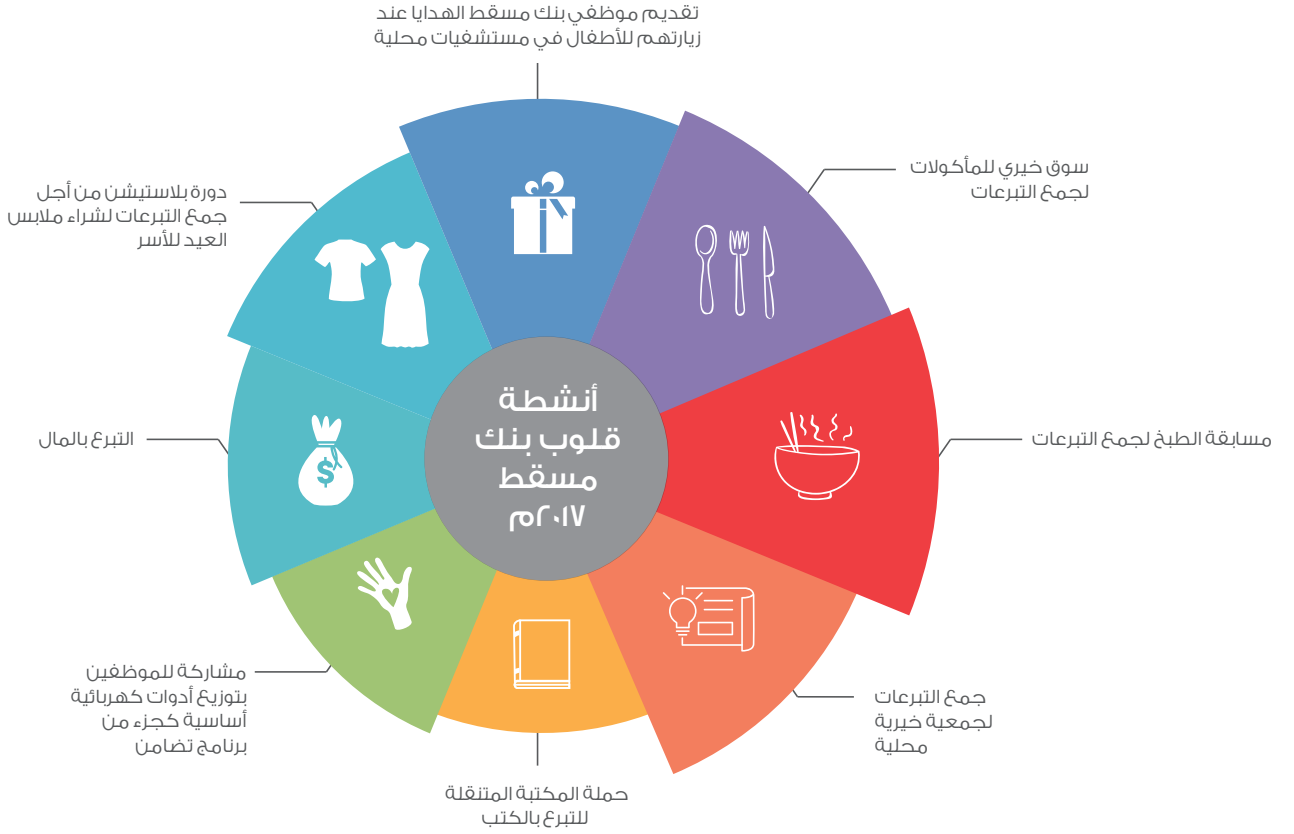 تقديم موظفي بنك مسقط الهدايا عند
زيارتهم للأطفال في مستشفيات محلية
سوق خيري للمأكولات
لجمع التبرعات
مسابقة الطبخ لجمع التبرعات
جمع التبرعات
لجمعية خيرية
محلية
حملة المكتبة المتنقلة
للتبرع بالكتب
مشاركة للموظفين
بتوزيع أدوات كهربائية
أساسية كجزء من
برنامج تضامن
التبرع بالمال
دورة بلاستيشن من أجل
جمع التبرعات لشراء ملابس
العيد للأسر
أنشطة
قلوب بنك
مسقط
٢٠١٧م
$